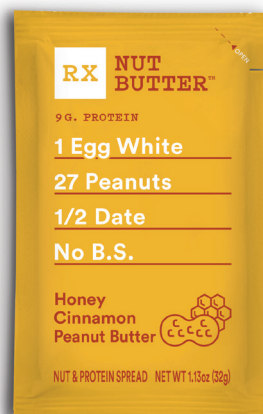 OPEN
RX
NUT
BUTTER™
9G. PROTEIN
1 Egg White
27 Peanuts
1/2 Date
No B.S.
Honey
Cinnamon
Peanut Butter
NUT & PROTEIN SPREAD NET WT 1.13oz (32g)